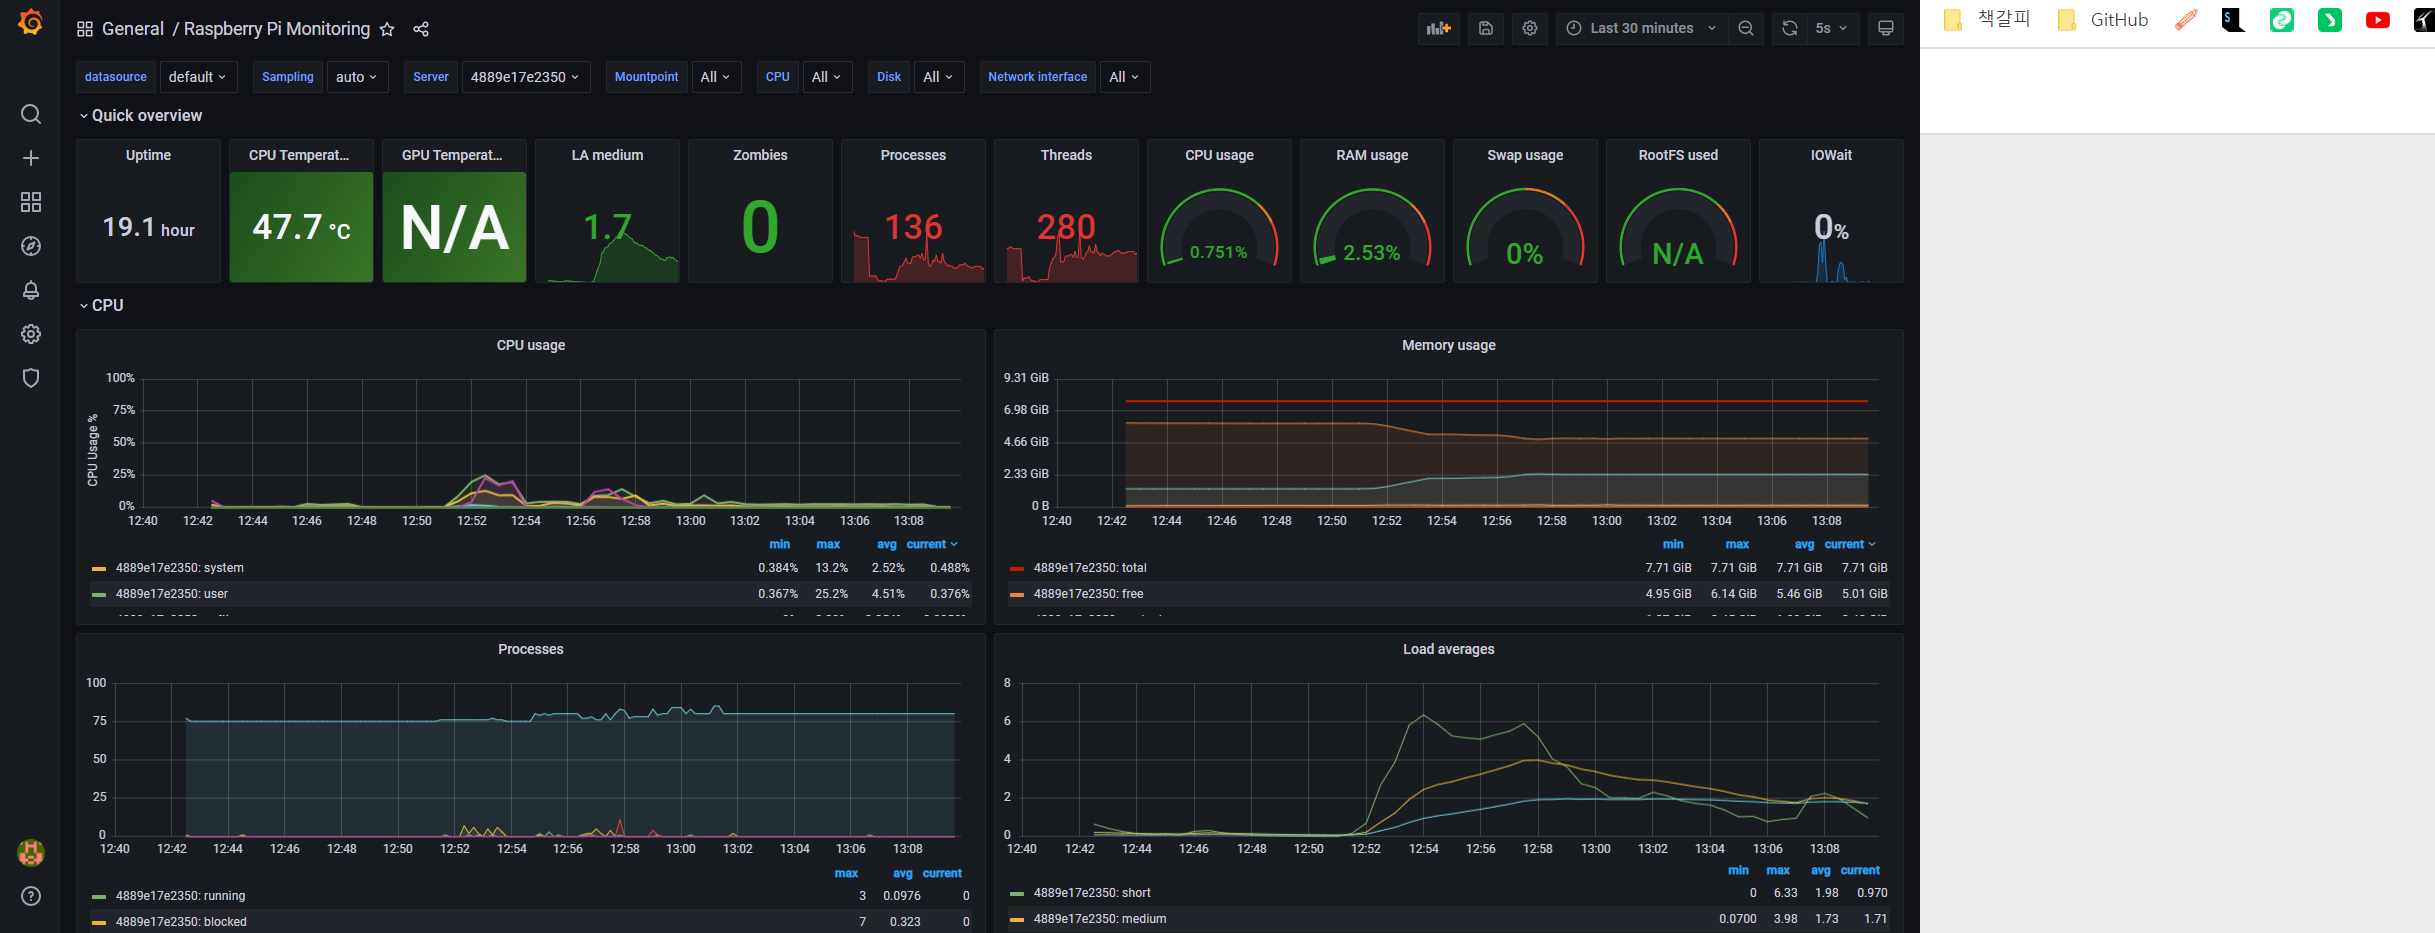 General / Raspberry Pi Monitoring
Last 30 minutes
5s
책갈피
GitHub
datasource default Sampling auto Server 4889e17e2350 Mountpoint All CPU All Disk All Network interface All
Quick overview
Uptime
19.1 hour
CPU Temperat...
47.7 °C
GPU Temperat...
N/A
LA medium
1.7
Zombies
0
Processes
136
Threads
280
CPU usage
0.751%
RAM usage
2.53%
Swap usage
0%
RootFS used
N/A
IOWait
0%
CPU
CPU usage
CPU Usage %
100%
75%
50%
25%
0%
12:40 12:42 12:44 12:46 12:48 12:50 12:52 12:54 12:56 12:58 13:00 13:02 13:04 13:06 13:08
min max avg current
4889e17e2350: system 0.384% 13.2% 2.52% 0.488%
4889e17e2350: user 0.367% 25.2% 4.51% 0.376%
Memory usage
9.31 GiB
6.98 GiB
4.66 GiB
2.33 GiB
0 B
12:40 12:42 12:44 12:46 12:48 12:50 12:52 12:54 12:56 12:58 13:00 13:02 13:04 13:06 13:08
min max avg current
4889e17e2350: total 7.71 GiB 7.71 GiB 7.71 GiB 7.71 GiB
4889e17e2350: free 4.95 GiB 6.14 GiB 5.46 GiB 5.01 GiB
Processes
100
75
50
25
0
12:40 12:42 12:44 12:46 12:48 12:50 12:52 12:54 12:56 12:58 13:00 13:02 13:04 13:06 13:08
max avg current
4889e17e2350: running 3 0.0976 0
4889e17e2350: blocked 7 0.323 0
Load averages
8
6
4
2
0
12:40 12:42 12:44 12:46 12:48 12:50 12:52 12:54 12:56 12:58 13:00 13:02 13:04 13:06 13:08
min max avg current
4889e17e2350: short 0 6.33 1.98 0.970
4889e17e2350: medium 0.0700 3.98 1.73 1.71